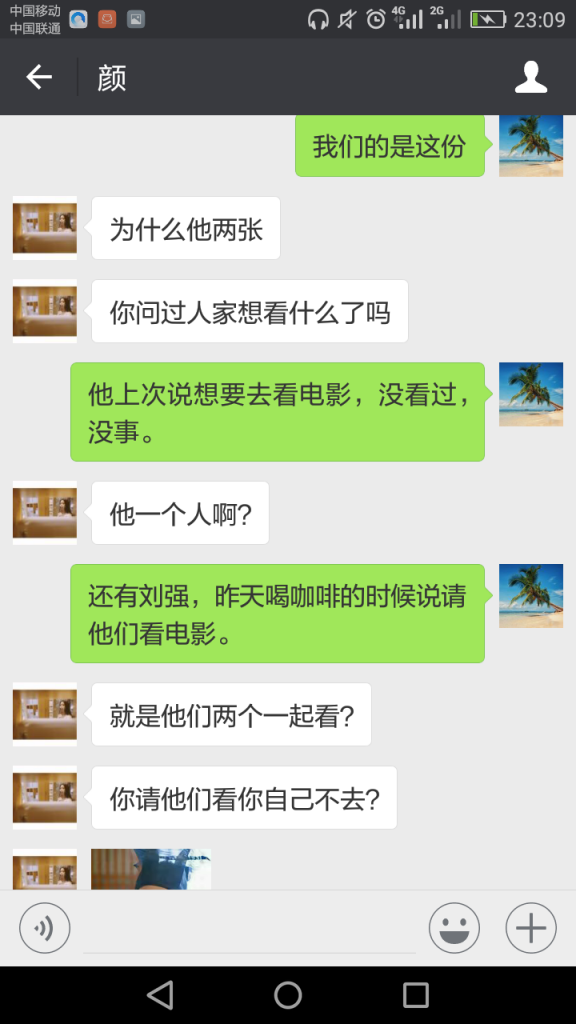 中国移动
中国联通
4G
2G
23:09
颜
我们的是这份
为什么他两张
你问过人家想看什么了吗
他上次说想要去看电影，没看过，
没事。
他一个人啊?
还有刘强，昨天喝咖啡的时候说请
他们看电影。
就是他们两个一起看?
你请他们看你自己不去?